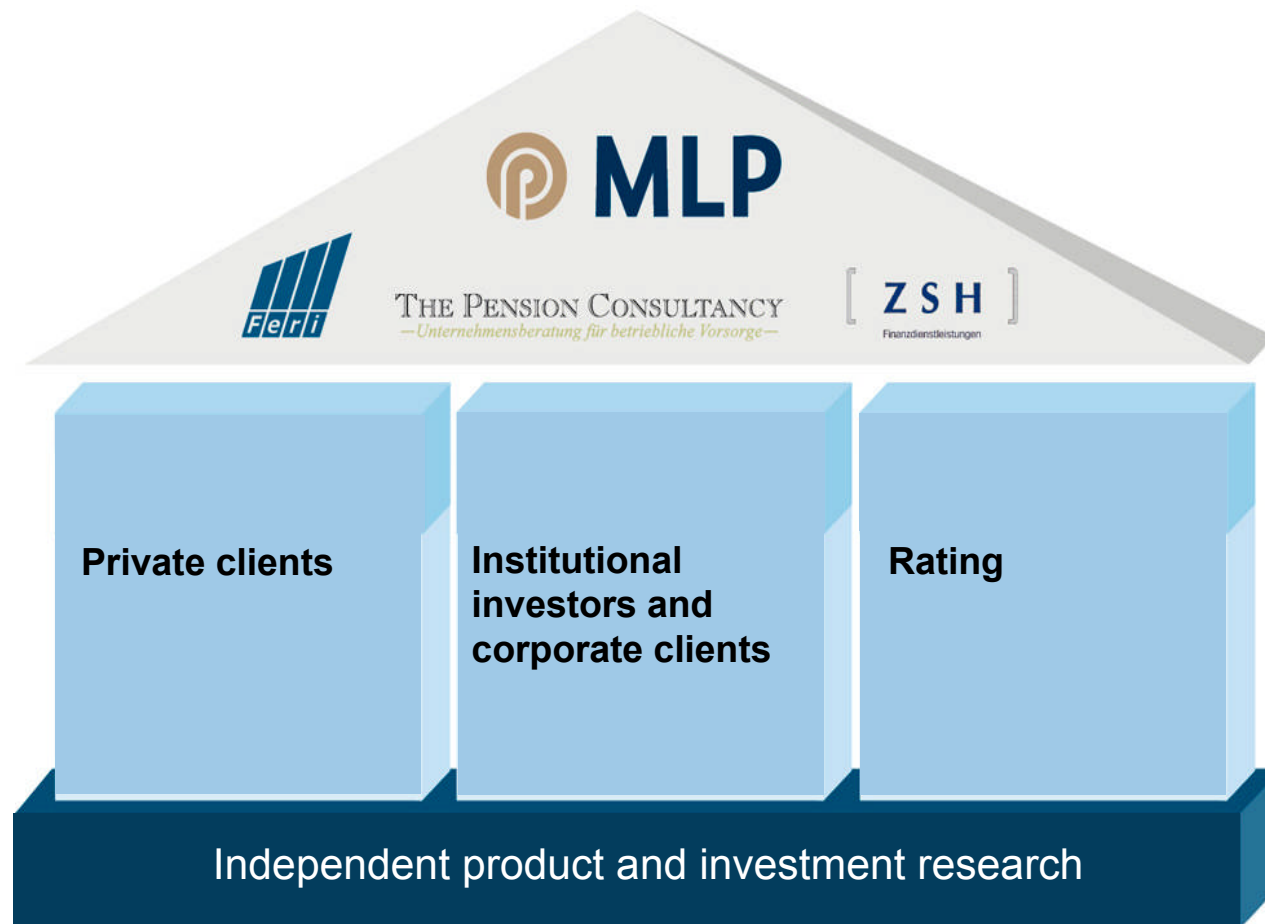 MLP
Feri
THE PENSION CONSULTANCY
—Unternehmensberatung für betriebliche Vorsorge—
[ Z S H ]
Finanzdienstleistungen
Private clients
Institutional
investors and
corporate clients
Rating
Independent product and investment research